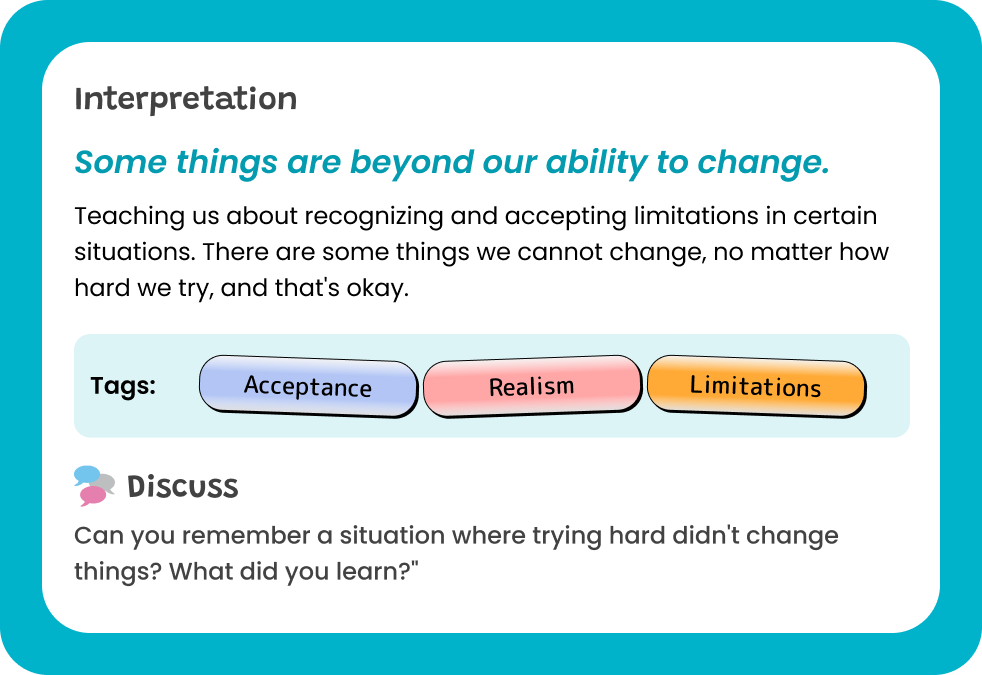 Interpretation
Some things are beyond our ability to change.
Teaching us about recognizing and accepting limitations in certain
situations. There are some things we cannot change, no matter how
hard we try, and that's okay.
Tags: Acceptance Realism Limitations
Discuss
Can you remember a situation where trying hard didn't change
things? What did you learn?"